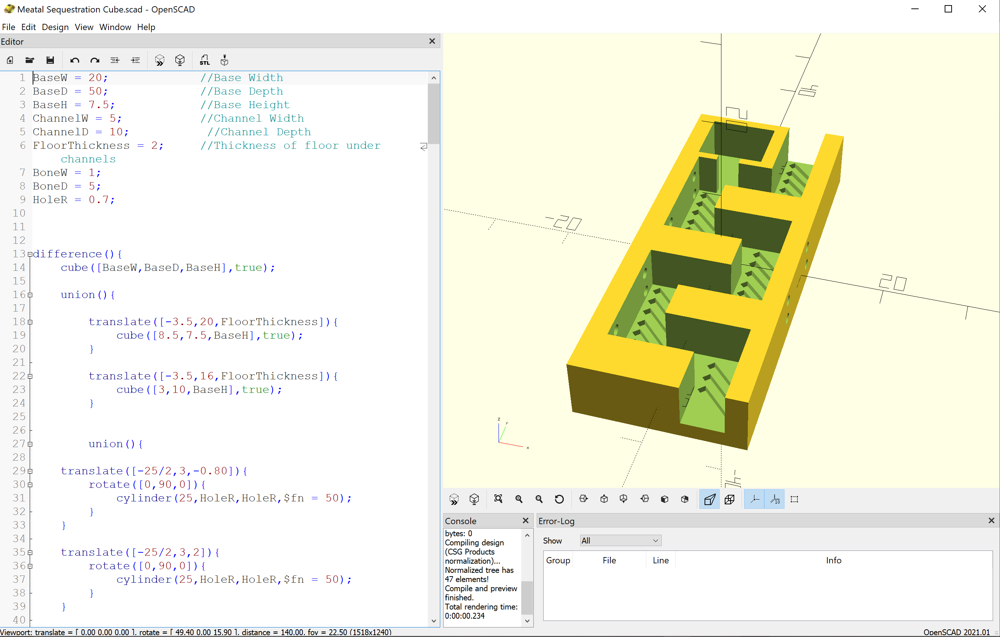 Meatal Sequestration Cube.scad - OpenSCAD
File Edit Design View Window Help
Editor
STL
1 BaseW = 20; //Base Width
2 BaseD = 50; //Base Depth
3 BaseH = 7.5; //Base Height
4 ChannelW = 5; //Channel Width
5 ChannelD = 10; //Channel Depth
6 FloorThickness = 2; //Thickness of floor under
channels
7 BoneW = 1;
8 BoneD = 5;
9 HoleR = 0.7;
10
11
12
13 difference(){
14 cube([BaseW,BaseD,BaseH],true);
15
16 union(){
17
18 translate([-3.5,20,FloorThickness]){
19 cube([8.5,7.5,BaseH],true);
20 }
21
22 translate([-3.5,16,FloorThickness]){
23 cube([3,10,BaseH],true);
24 }
25
26
27 union(){
28
29 translate([-25/2,3,-0.80]){
30 rotate([0,90,0]){
31 cylinder(25,HoleR,HoleR,$fn = 50);
32 }
33 }
34
35 translate([-25/2,3,2]){
36 rotate([0,90,0]){
37 cylinder(25,HoleR,HoleR,$fn = 50);
38 }
39 }
40
-20
20
z
y
x
10
Console
bytes: 0
Compiling design
(CSG Products
normalization)...
Normalized tree has
47 elements!
Compile and preview
finished.
Total rendering time:
0:00:00.234
Error-Log
Show All
Group File Line Info
Viewport: translate = [ 0.00 0.00 0.00 ], rotate = [ 49.40 0.00 15.90 ], distance = 140.00, fov = 22.50 (1518x1240)
OpenSCAD 2021.01